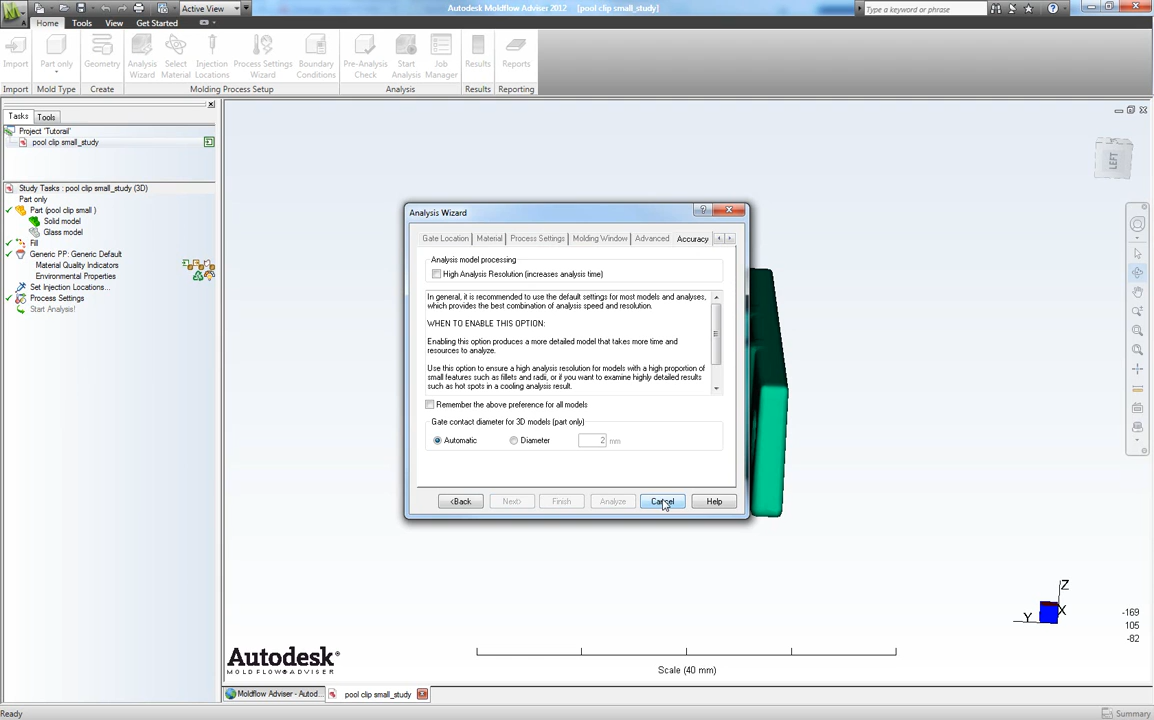 Active View
Autodesk Moldflow Adviser 2012 [pool clip small_study]
Type a keyword or phrase
Home Tools View Get Started
Import Part only Geometry Analysis Wizard Select Material Injection Locations Process Settings Wizard Boundary Conditions Pre-Analysis Check Start Analysis Job Manager Results Reports
Import Mold Type Create Molding Process Setup Analysis Results Reporting
Tasks Tools
Project 'Tutorail'
pool clip small_study
Study Tasks : pool clip small_study (3D)
Part only
Part (pool clip small )
Solid model
Glass model
Fill
Generic PP: Generic Default
Material Quality Indicators
Environmental Properties
Set Injection Locations...
Process Settings
Start Analysis!
LEFT
Analysis Wizard
Gate Location Material Process Settings Molding Window Advanced Accuracy
Analysis model processing
High Analysis Resolution (increases analysis time)
In general, it is recommended to use the default settings for most models and analyses,
which provides the best combination of analysis speed and resolution.
WHEN TO ENABLE THIS OPTION:
Enabling this option produces a more detailed model that takes more time and
resources to analyze.
Use this option to ensure a high analysis resolution for models with a high proportion of
small features such as fillets and radii, or if you want to examine highly detailed results
such as hot spots in a cooling analysis result.
Remember the above preference for all models
Gate contact diameter for 3D models (part only)
Automatic Diameter 2 mm
<Back Next> Finish Analyze Cancel Help
Z
Y X
-169
105
-82
Autodesk®
MOLDFLOW®ADVISER
Scale (40 mm)
Moldflow Adviser - Autod... pool clip small_study
Ready Summary